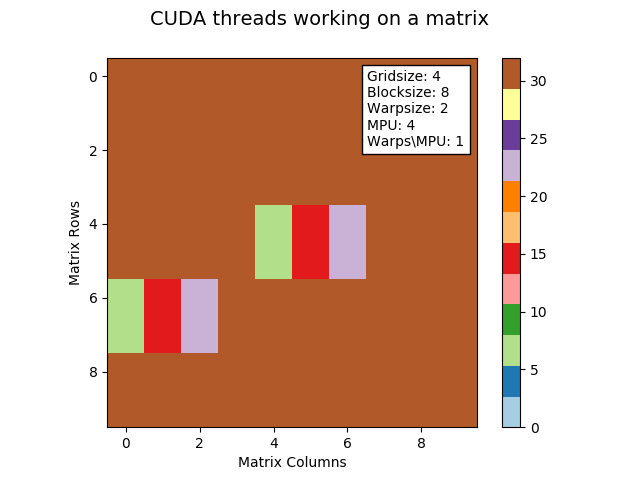 CUDA threads working on a matrix
Gridsize: 4
Blocksize: 8
Warpsize: 2
MPU: 4
Warps\MPU: 1
0
2
4
6
8
Matrix Rows
0 2 4 6 8
Matrix Columns
30
25
20
15
10
5
0